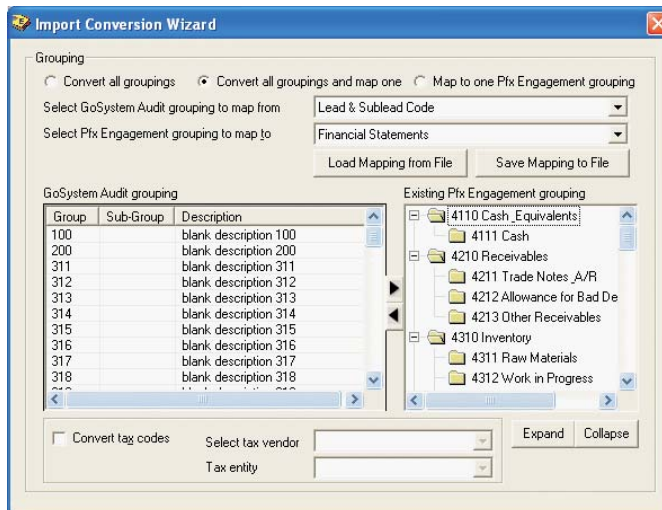 Import Conversion Wizard
Grouping
Convert all groupings Convert all groupings and map one Map to one Pfx Engagement grouping
Select GoSystem Audit grouping to map from Lead & Sublead Code
Select Pfx Engagement grouping to map to Financial Statements
Load Mapping from File Save Mapping to File
GoSystem Audit grouping Existing Pfx Engagement grouping
Group Sub-Group Description
100 blank description 100
200 blank description 200
311 blank description 311
312 blank description 312
313 blank description 313
314 blank description 314
315 blank description 315
316 blank description 316
317 blank description 317
318 blank description 318
4110 Cash_Equivalents
4111 Cash
4210 Receivables
4211 Trade Notes_A/R
4212 Allowance for Bad De
4213 Other Receivables
4310 Inventory
4311 Raw Materials
4312 Work in Progress
Convert tax codes Select tax vendor
Tax entity
Expand Collapse